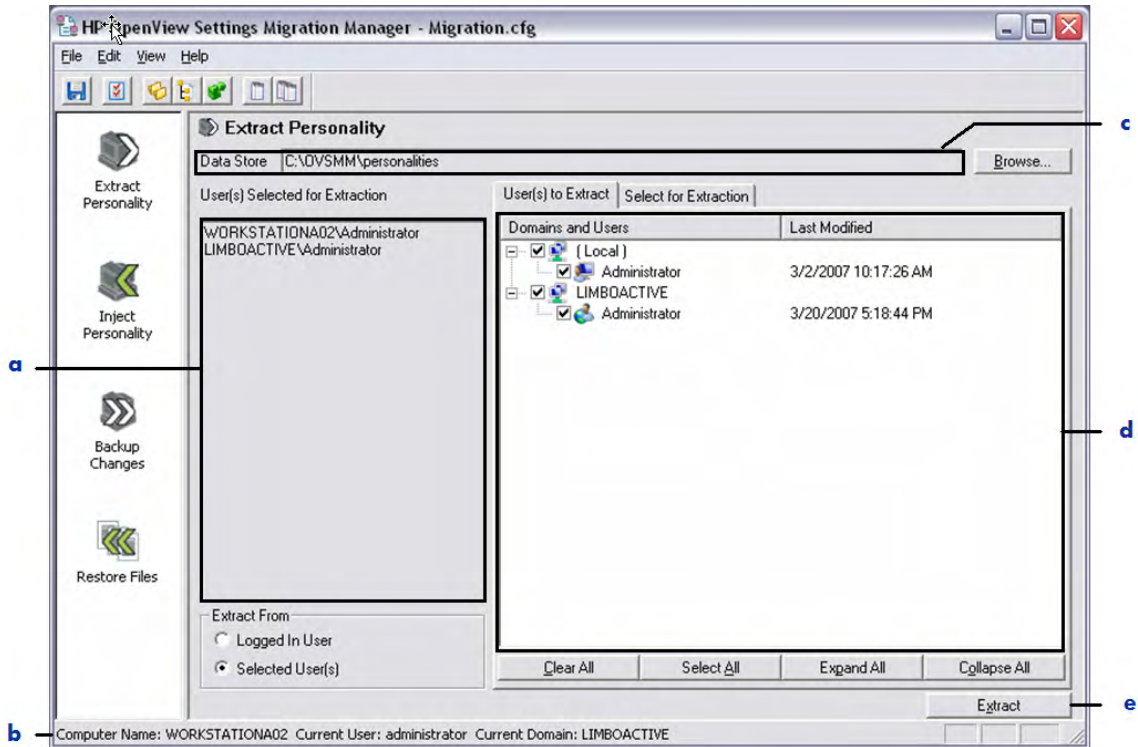 HP OpenView Settings Migration Manager - Migration.cfg
File Edit View Help
Extract Personality
c
Data Store C:\OVSMM\personalities Browse...
Extract
Personality
User(s) Selected for Extraction
User(s) to Extract Select for Extraction
WORKSTATIONA02\Administrator
LIMBOACTIVE\Administrator
Domains and Users Last Modified
(Local)
Administrator 3/2/2007 10:17:26 AM
LIMBOACTIVE
Administrator 3/20/2007 5:18:44 PM
Inject
Personality
a
d
Backup
Changes
Restore Files
Extract From
Logged In User
Selected User(s)
Clear All Select All Expand All Collapse All
Extract
e
b
Computer Name: WORKSTATIONA02 Current User: administrator Current Domain: LIMBOACTIVE